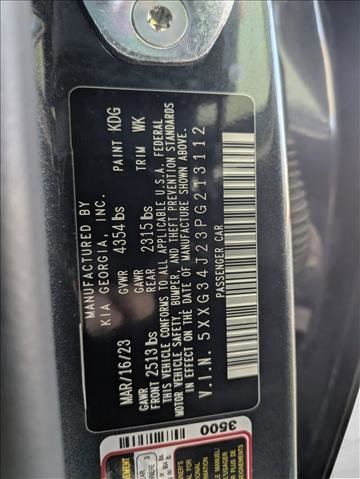 MANUFACTURED BY
KIA GEORGIA, INC.
MAR/16/23 GVWR 4354 lbs PAINT KDG
GAWR GAWR
FRONT 2513 lbs REAR 2315 lbs TRIM WK
THIS VEHICLE CONFORMS TO ALL APPLICABLE U.S.A. FEDERAL
MOTOR VEHICLE SAFETY, BUMPER, AND THEFT PREVENTION STANDARDS
IN EFFECT ON THE DATE OF MANUFACTURE SHOWN ABOVE.
V.I.N. 5XXG34J23PG213112
PASSENGER CAR
3500